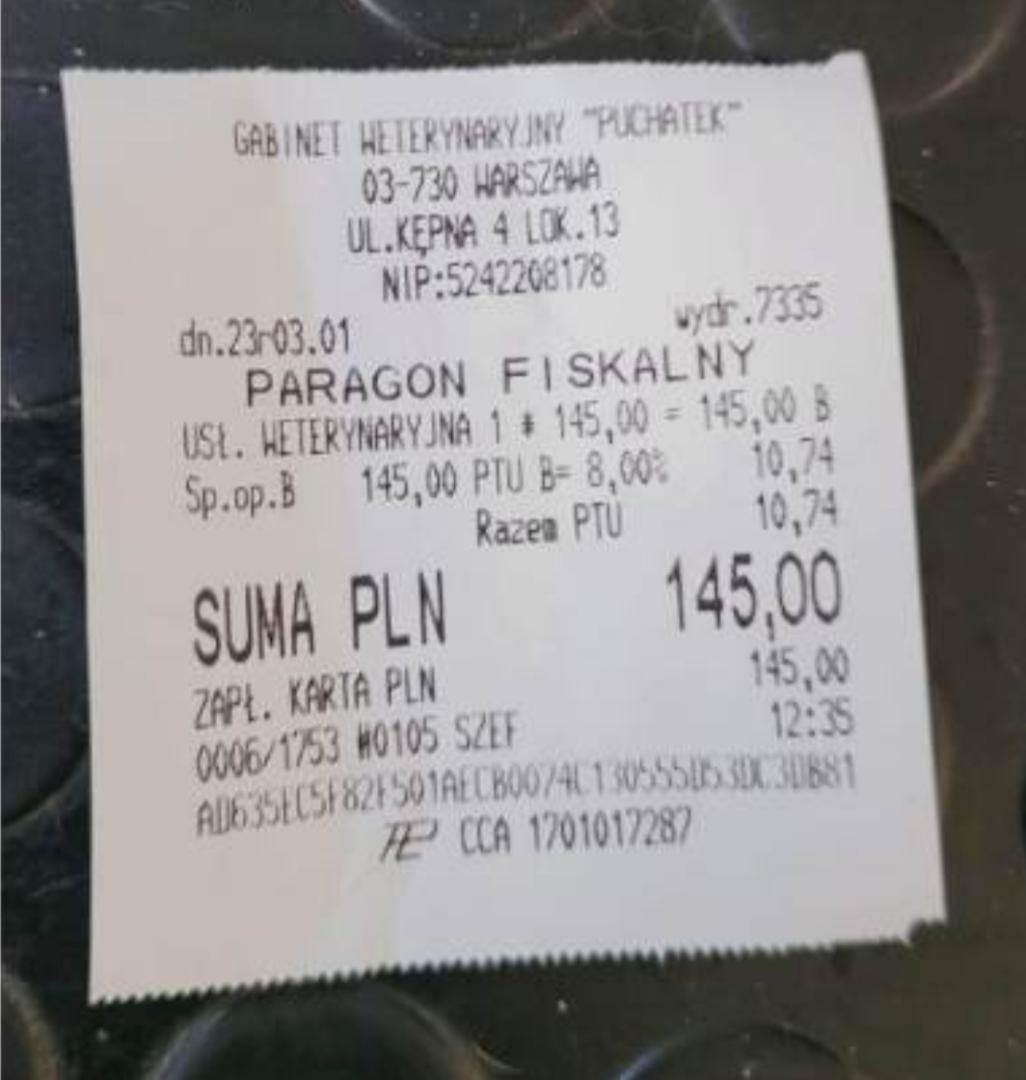 GABINET WETERYNARYJNY "PUCHATEK"
03-730 WARSZAWA
UL.KĘPNA 4 LOK.13
NIP:5242208178
dn.23r03.01 wydr.7335
PARAGON FISKALNY
USŁ. WETERYNARYJNA 1 * 145,00 = 145,00 B
Sp.op.B 145,00 PTU B= 8,00% 10,74
Razem PTU 10,74
SUMA PLN 145,00
ZAPŁ. KARTA PLN 145,00
0006/1753 #0105 SZEF 12:35
CCA 1701017287